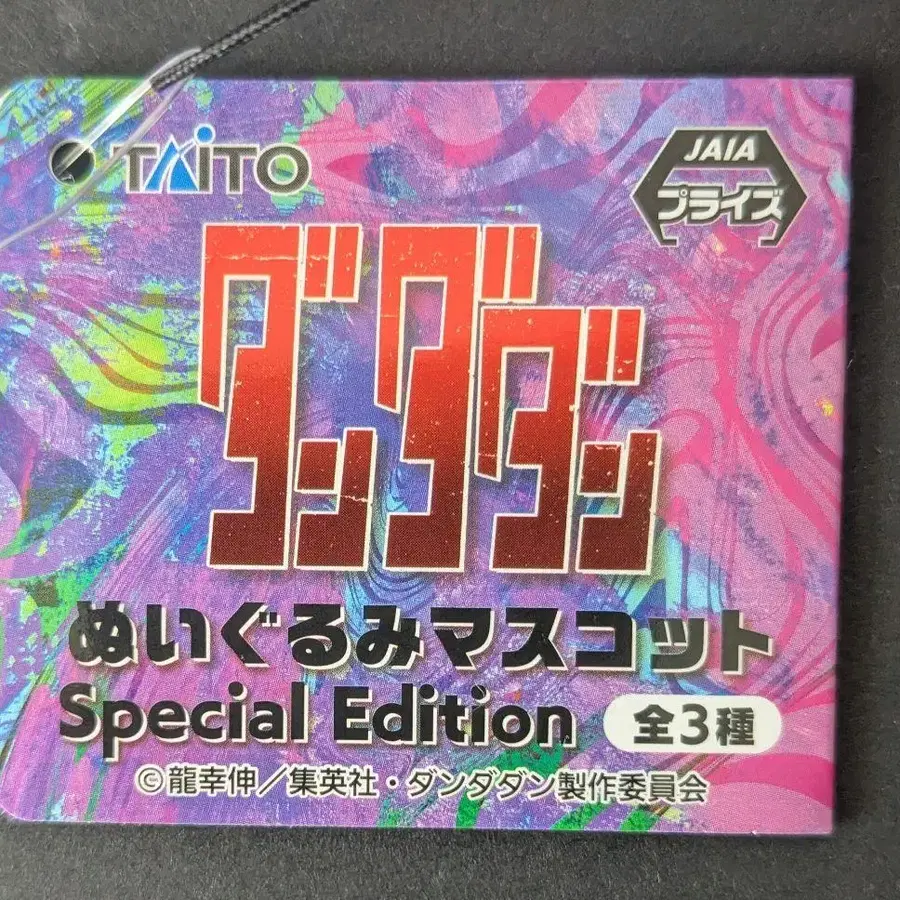 TAITO
JAIA
プライズ
ダンダダン
ぬいぐるみマスコット
Special Edition 全3種
©龍幸伸／集英社・ダンダダン製作委員会